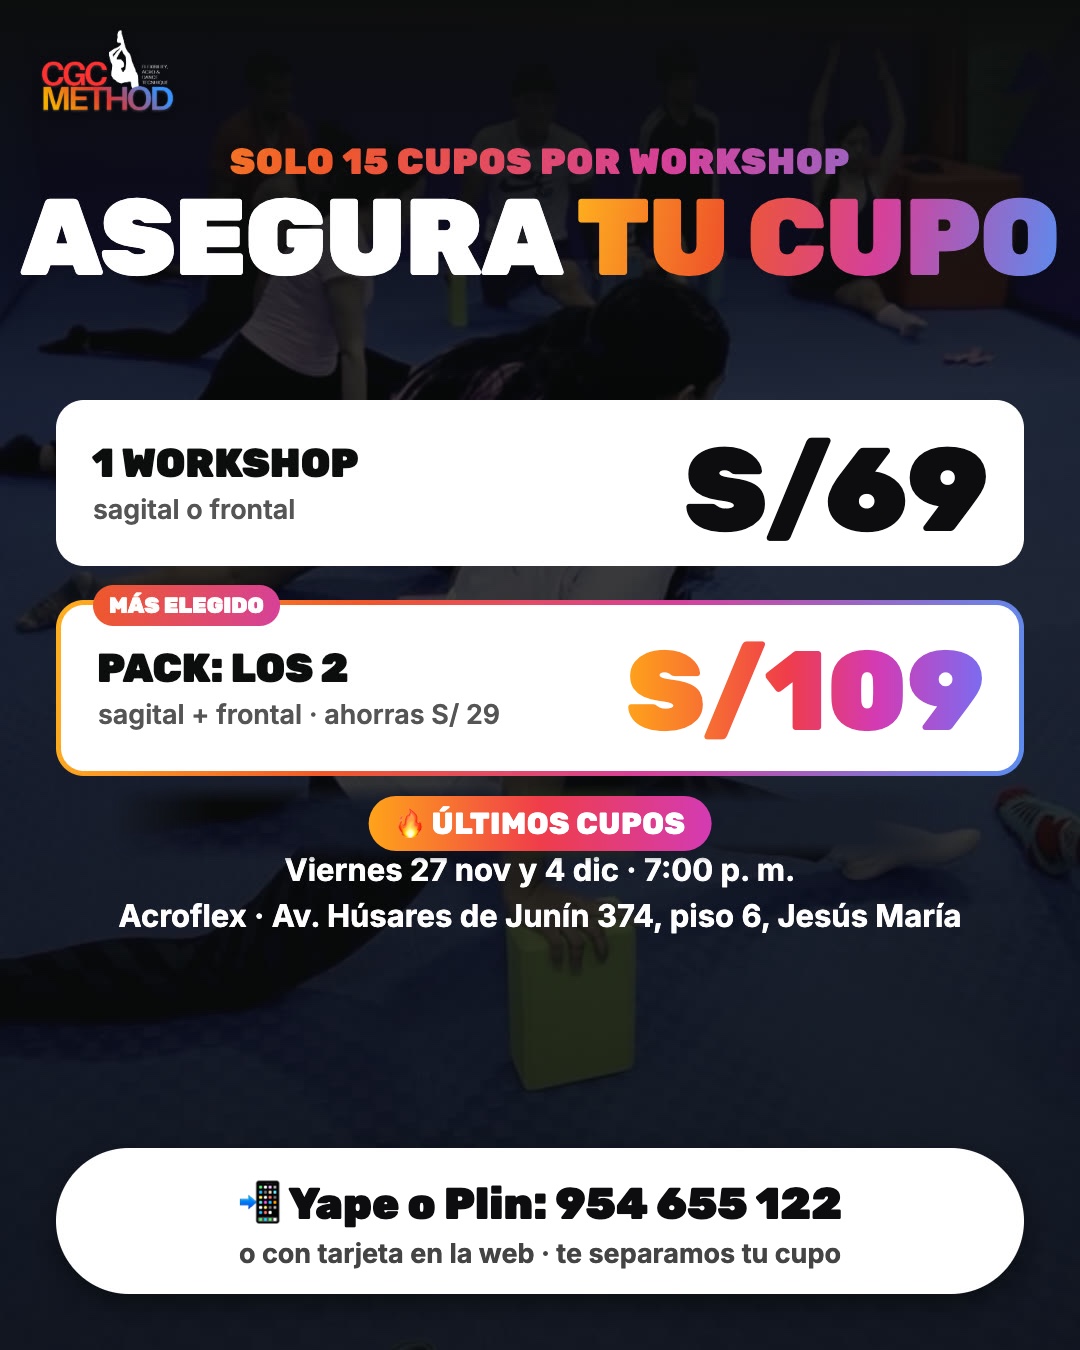 CGC
METHOD
SOLO 15 CUPOS POR WORKSHOP
ASEGURA TU CUPO
1 WORKSHOP
sagital o frontal
S/69
MÁS ELEGIDO
PACK: LOS 2
sagital + frontal · ahorras S/ 29
S/109
🔥 ÚLTIMOS CUPOS
Viernes 27 nov y 4 dic · 7:00 p. m.
Acroflex · Av. Húsares de Junín 374, piso 6, Jesús María
📲 Yape o Plin: 954 655 122
o con tarjeta en la web · te separamos tu cupo